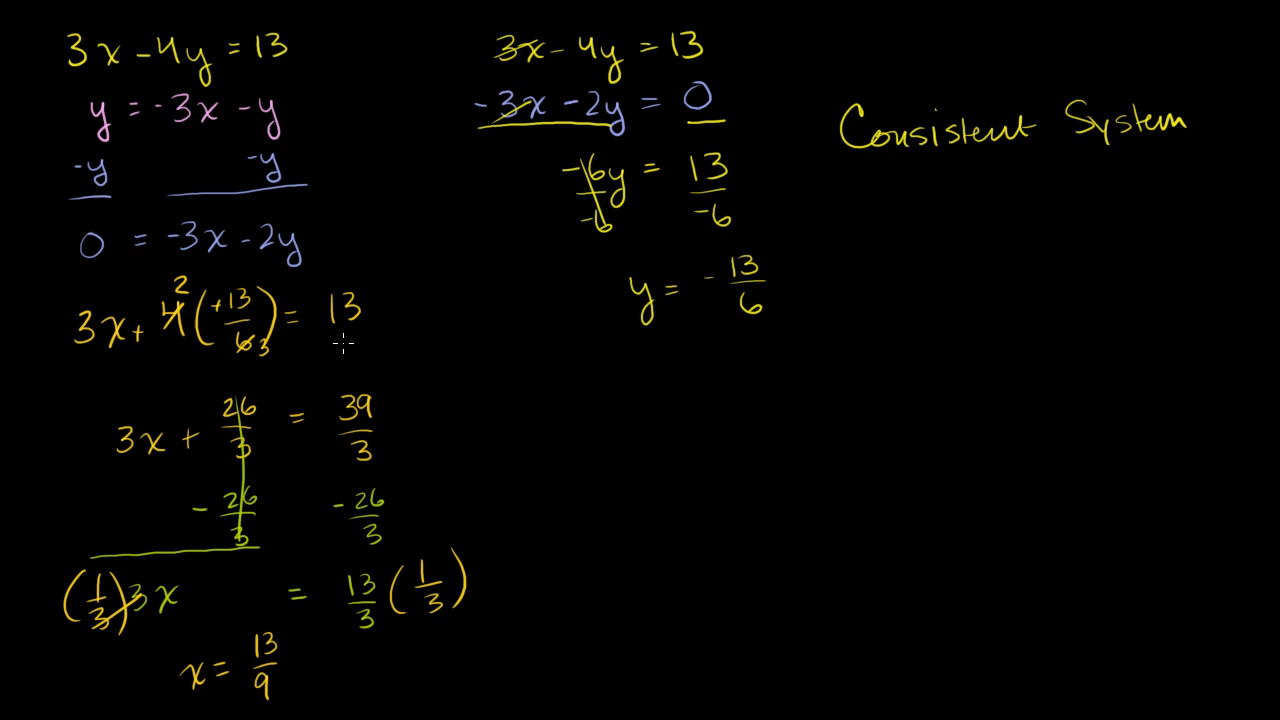 3x - 4y = 13
y = -3x - y
-y -y
0 = -3x - 2y
3x + 4 2 (+13/6 3) = 13
3x + 26/3 = 39/3
- 26/3 - 26/3
(1/3) 3x = 13/3 (1/3)
x = 13/9
3x - 4y = 13
-3x - 2y = 0
-6y/-6 = 13/-6
y = -13/6
Consistent System